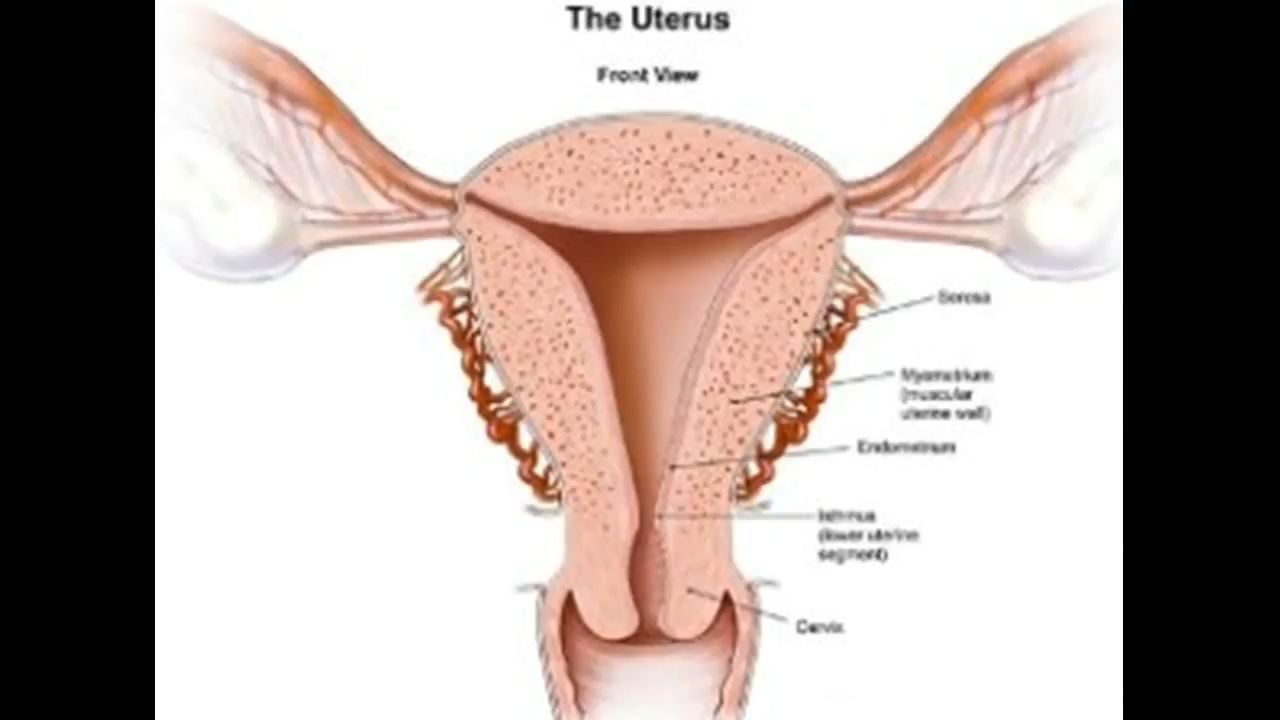 The Uterus
Front View
Serosa
Myometrium
(muscular
uterine wall)
Endometrium
Isthmus
(lower uterine
segment)
Cervix